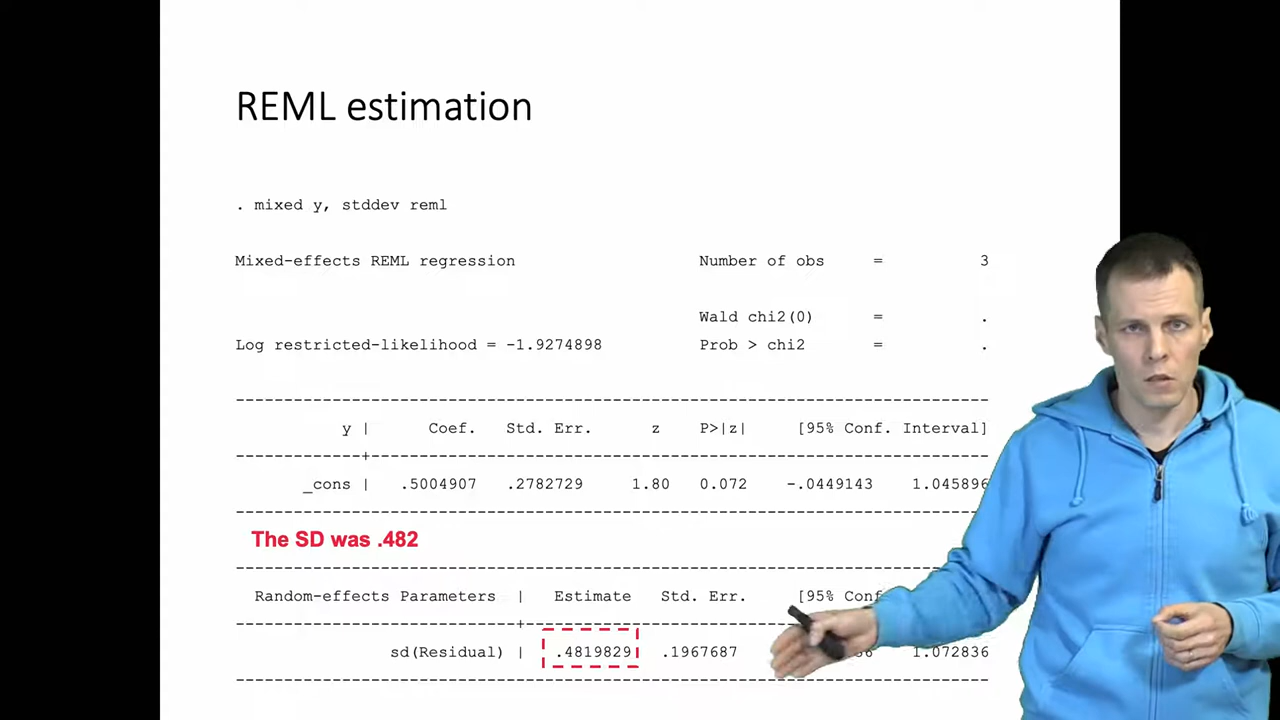 REML estimation
. mixed y, stddev reml
Mixed-effects REML regression Number of obs = 3
Wald chi2(0) = .
Log restricted-likelihood = -1.9274898 Prob > chi2 = .
y | Coef. Std. Err. z P>|z| [95% Conf. Interval]
_cons | .5004907 .2782729 1.80 0.072 -.0449143 1.045896
The SD was .482
Random-effects Parameters | Estimate Std. Err. [95% Conf
sd(Residual) | .4819829 .1967687 1.072836